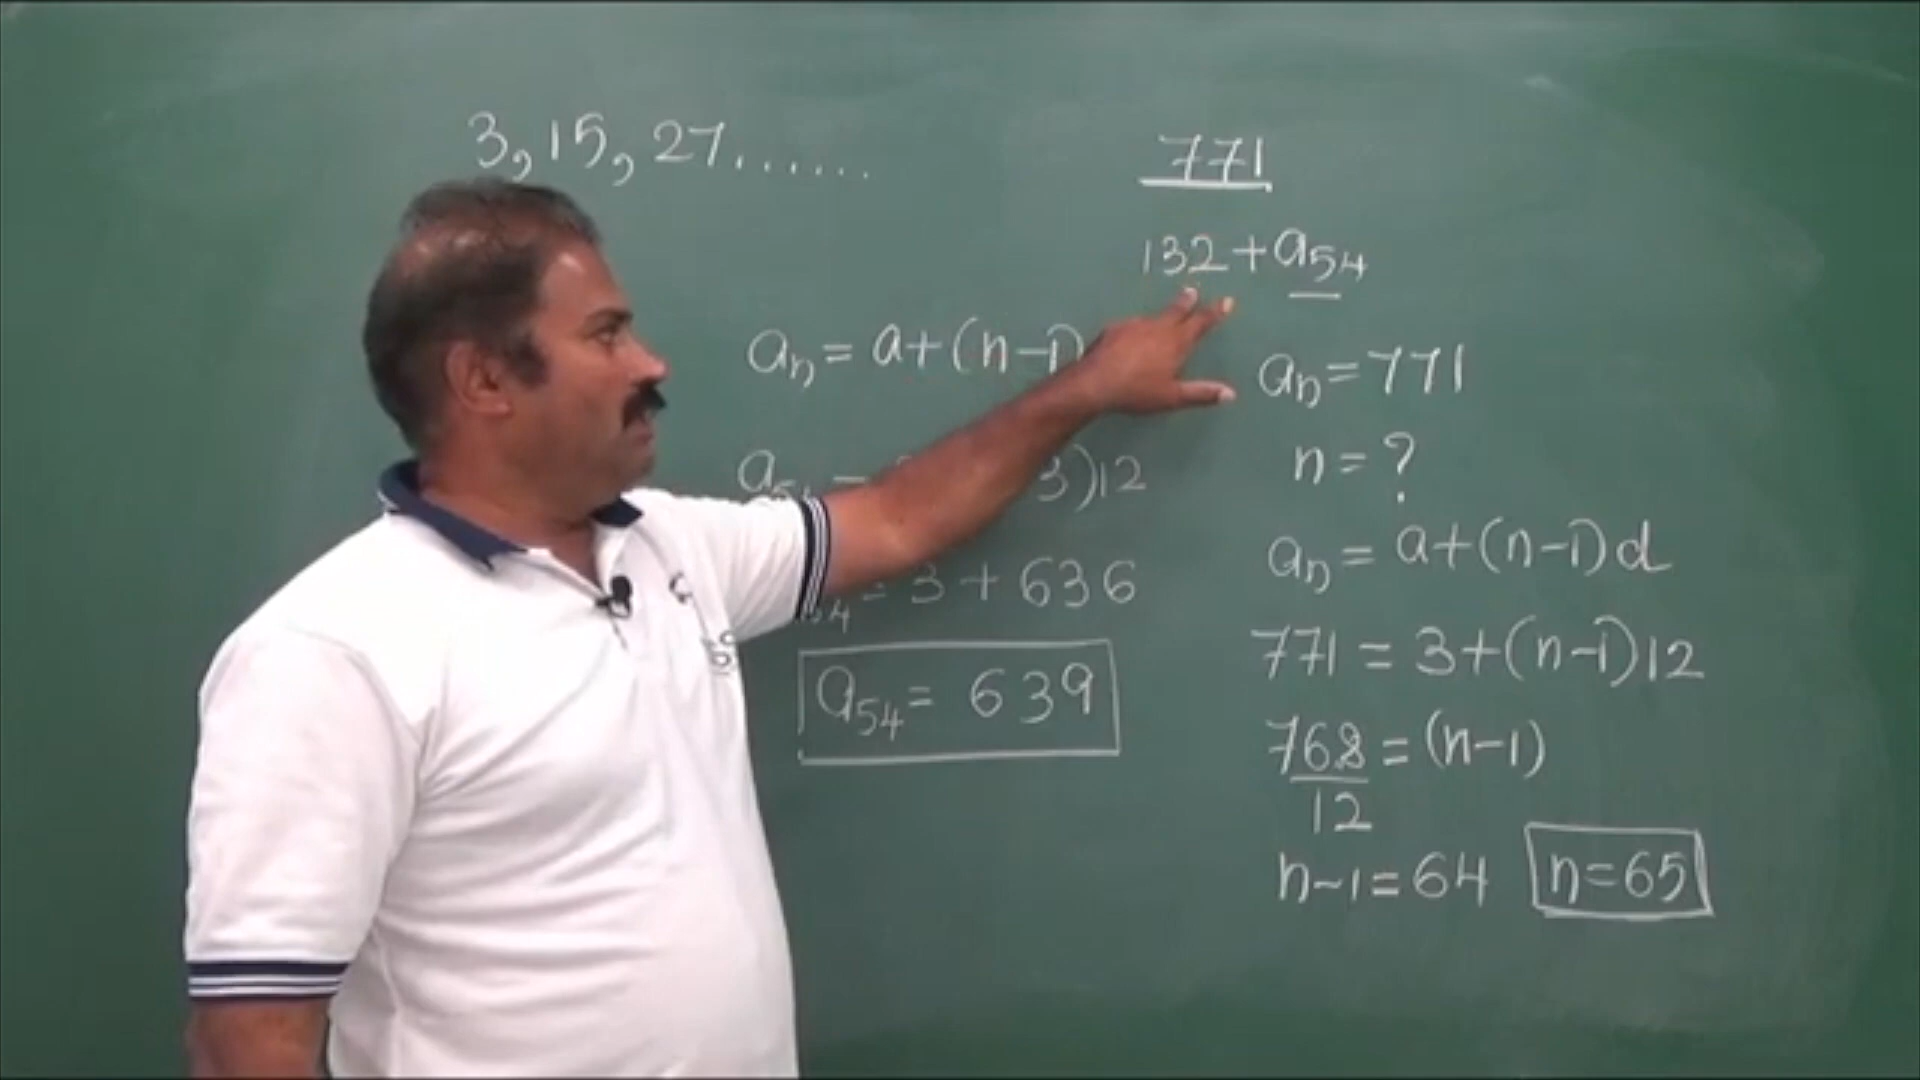 3, 15, 27.......
771
132 + a54
an = a + (n-1)
an = 771
n = ?
3)12
an = a + (n-1)d
= 3 + 636
771 = 3 + (n-1)12
a54 = 639
768 = (n-1)
12
n-1 = 64
n = 65